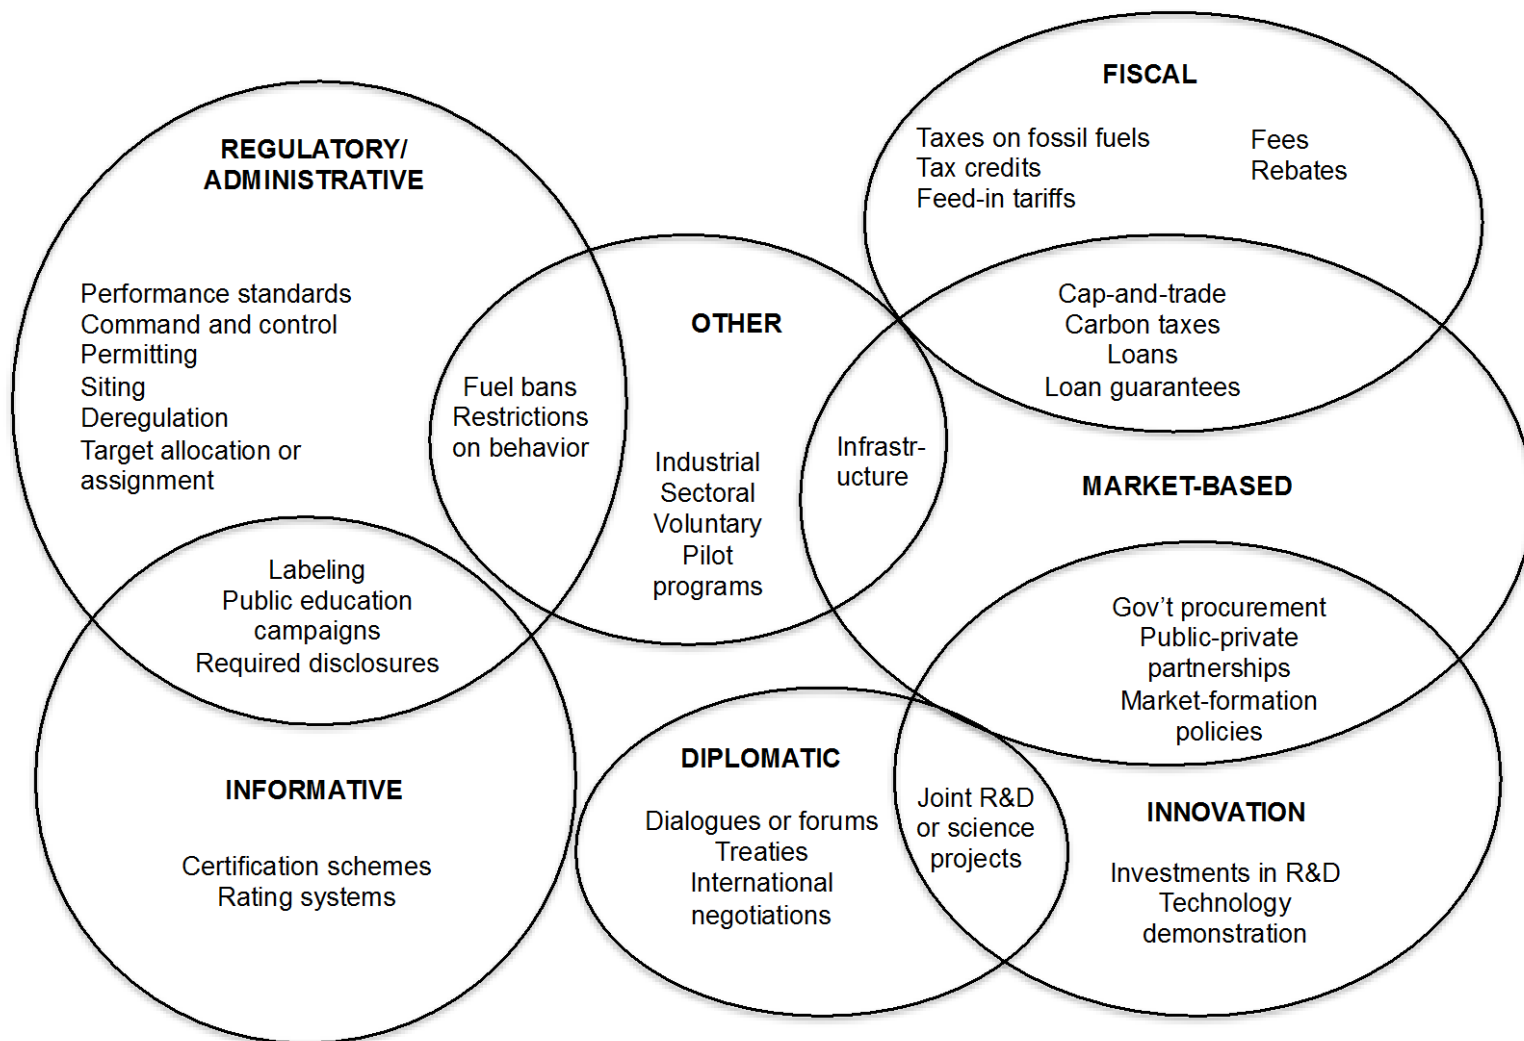 REGULATORY/
ADMINISTRATIVE
Performance standards
Command and control
Permitting
Siting
Deregulation
Target allocation or
assignment
Fuel bans
Restrictions
on behavior
OTHER
Industrial
Sectoral
Voluntary
Pilot
programs
Infrastr-
ucture
FISCAL
Taxes on fossil fuels
Tax credits
Feed-in tariffs
Fees
Rebates
Cap-and-trade
Carbon taxes
Loans
Loan guarantees
MARKET-BASED
Gov’t procurement
Public-private
partnerships
Market-formation
policies
Labeling
Public education
campaigns
Required disclosures
INFORMATIVE
Certification schemes
Rating systems
DIPLOMATIC
Dialogues or forums
Treaties
International
negotiations
Joint R&D
or science
projects
INNOVATION
Investments in R&D
Technology
demonstration